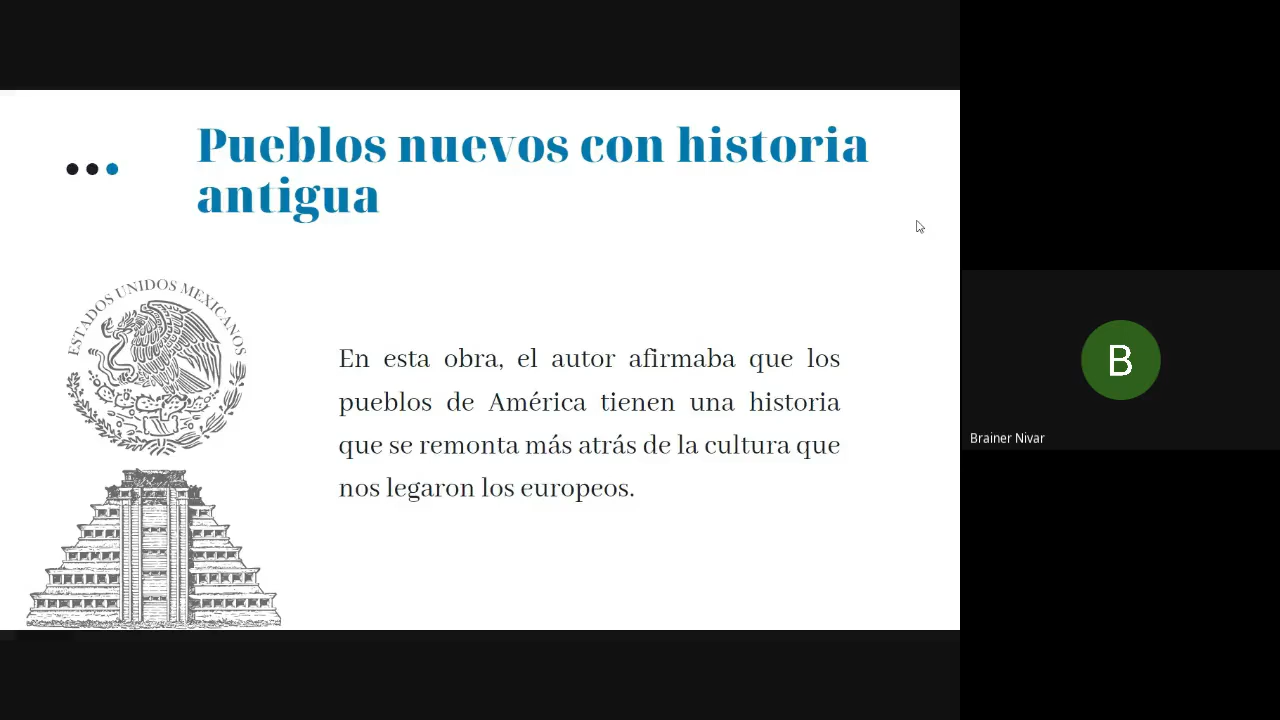 Pueblos nuevos con historia
antigua
ESTADOS UNIDOS MEXICANOS
En esta obra, el autor afirmaba que los
pueblos de América tienen una historia
que se remonta más atrás de la cultura que
nos legaron los europeos.
B
Brainer Nivar